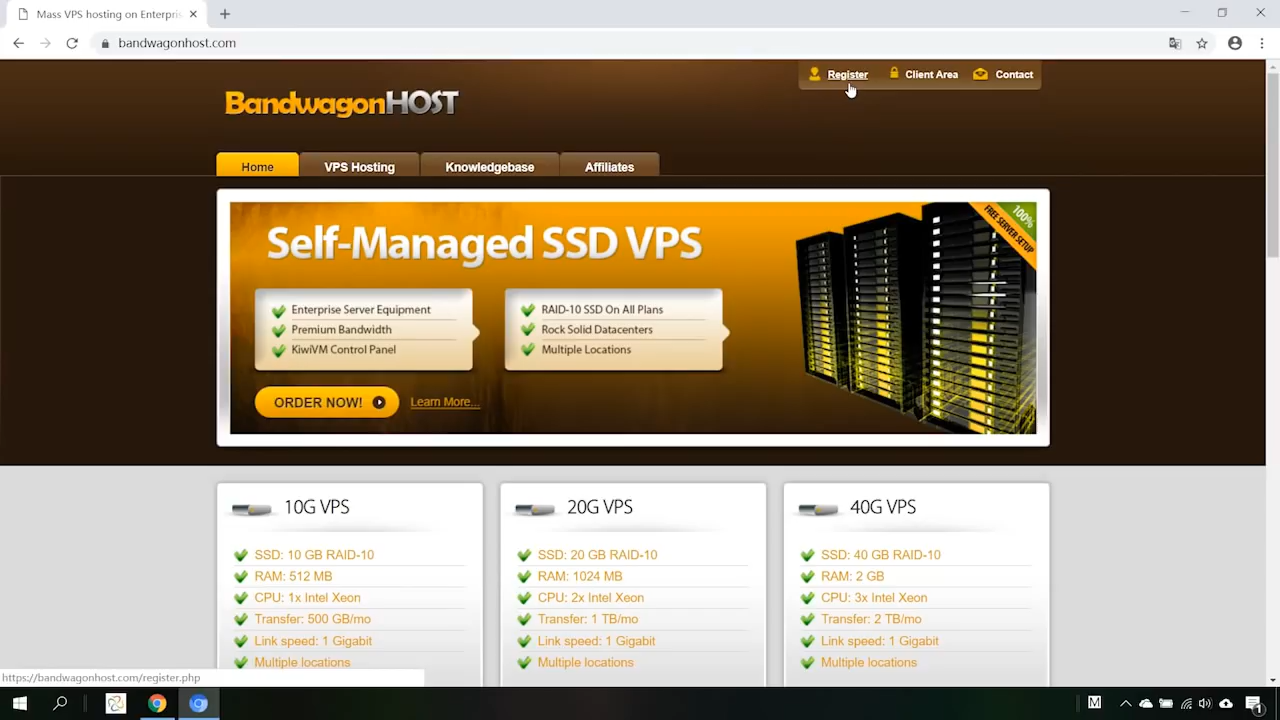 Mass VPS hosting on Enterpris
bandwagonhost.com
Register
Client Area
Contact
BandwagonHOST
Home
VPS Hosting
Knowledgebase
Affiliates
100%
FREE SERVER SETUP
Self-Managed SSD VPS
Enterprise Server Equipment
Premium Bandwidth
KiwiVM Control Panel
RAID-10 SSD On All Plans
Rock Solid Datacenters
Multiple Locations
ORDER NOW!
Learn More...
10G VPS
SSD: 10 GB RAID-10
RAM: 512 MB
CPU: 1x Intel Xeon
Transfer: 500 GB/mo
Link speed: 1 Gigabit
Multiple locations
20G VPS
SSD: 20 GB RAID-10
RAM: 1024 MB
CPU: 2x Intel Xeon
Transfer: 1 TB/mo
Link speed: 1 Gigabit
Multiple locations
40G VPS
SSD: 40 GB RAID-10
RAM: 2 GB
CPU: 3x Intel Xeon
Transfer: 2 TB/mo
Link speed: 1 Gigabit
Multiple locations
https://bandwagonhost.com/register.php
M
1